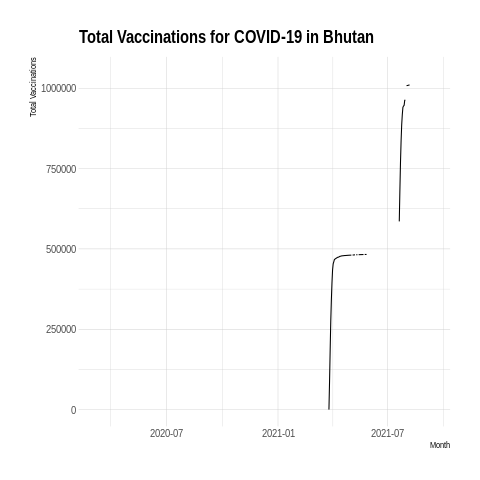 Total Vaccinations for COVID-19 in Bhutan
Total Vaccinations
1000000
750000
500000
250000
0
2020-07
2021-01
2021-07
Month